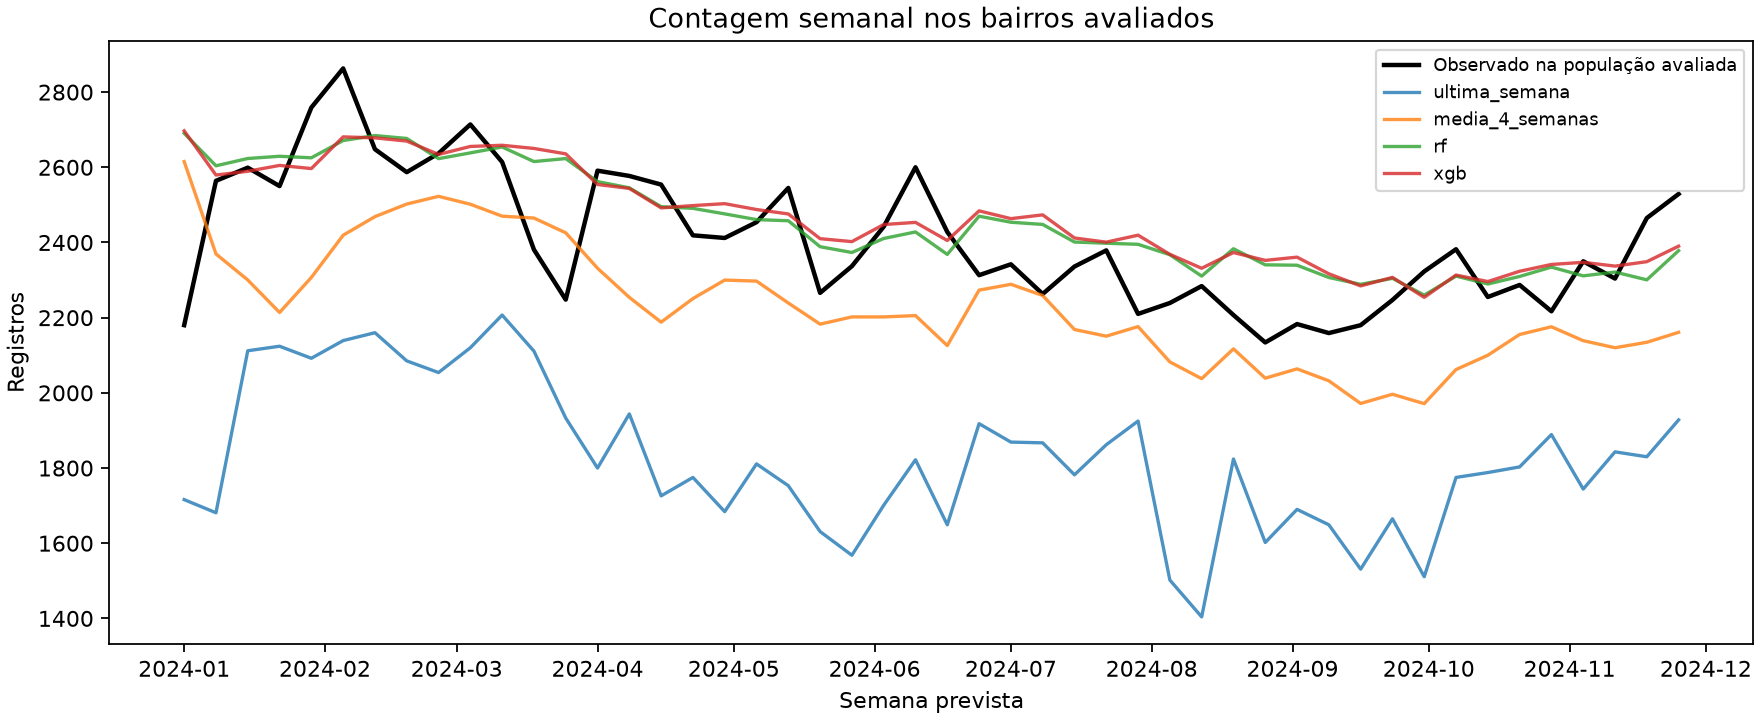 Contagem semanal nos bairros avaliados
Observado na população avaliada
ultima_semana
media_4_semanas
rf
xgb
Registros
2800
2600
2400
2200
2000
1800
1600
1400
2024-01 2024-02 2024-03 2024-04 2024-05 2024-06 2024-07 2024-08 2024-09 2024-10 2024-11 2024-12
Semana prevista